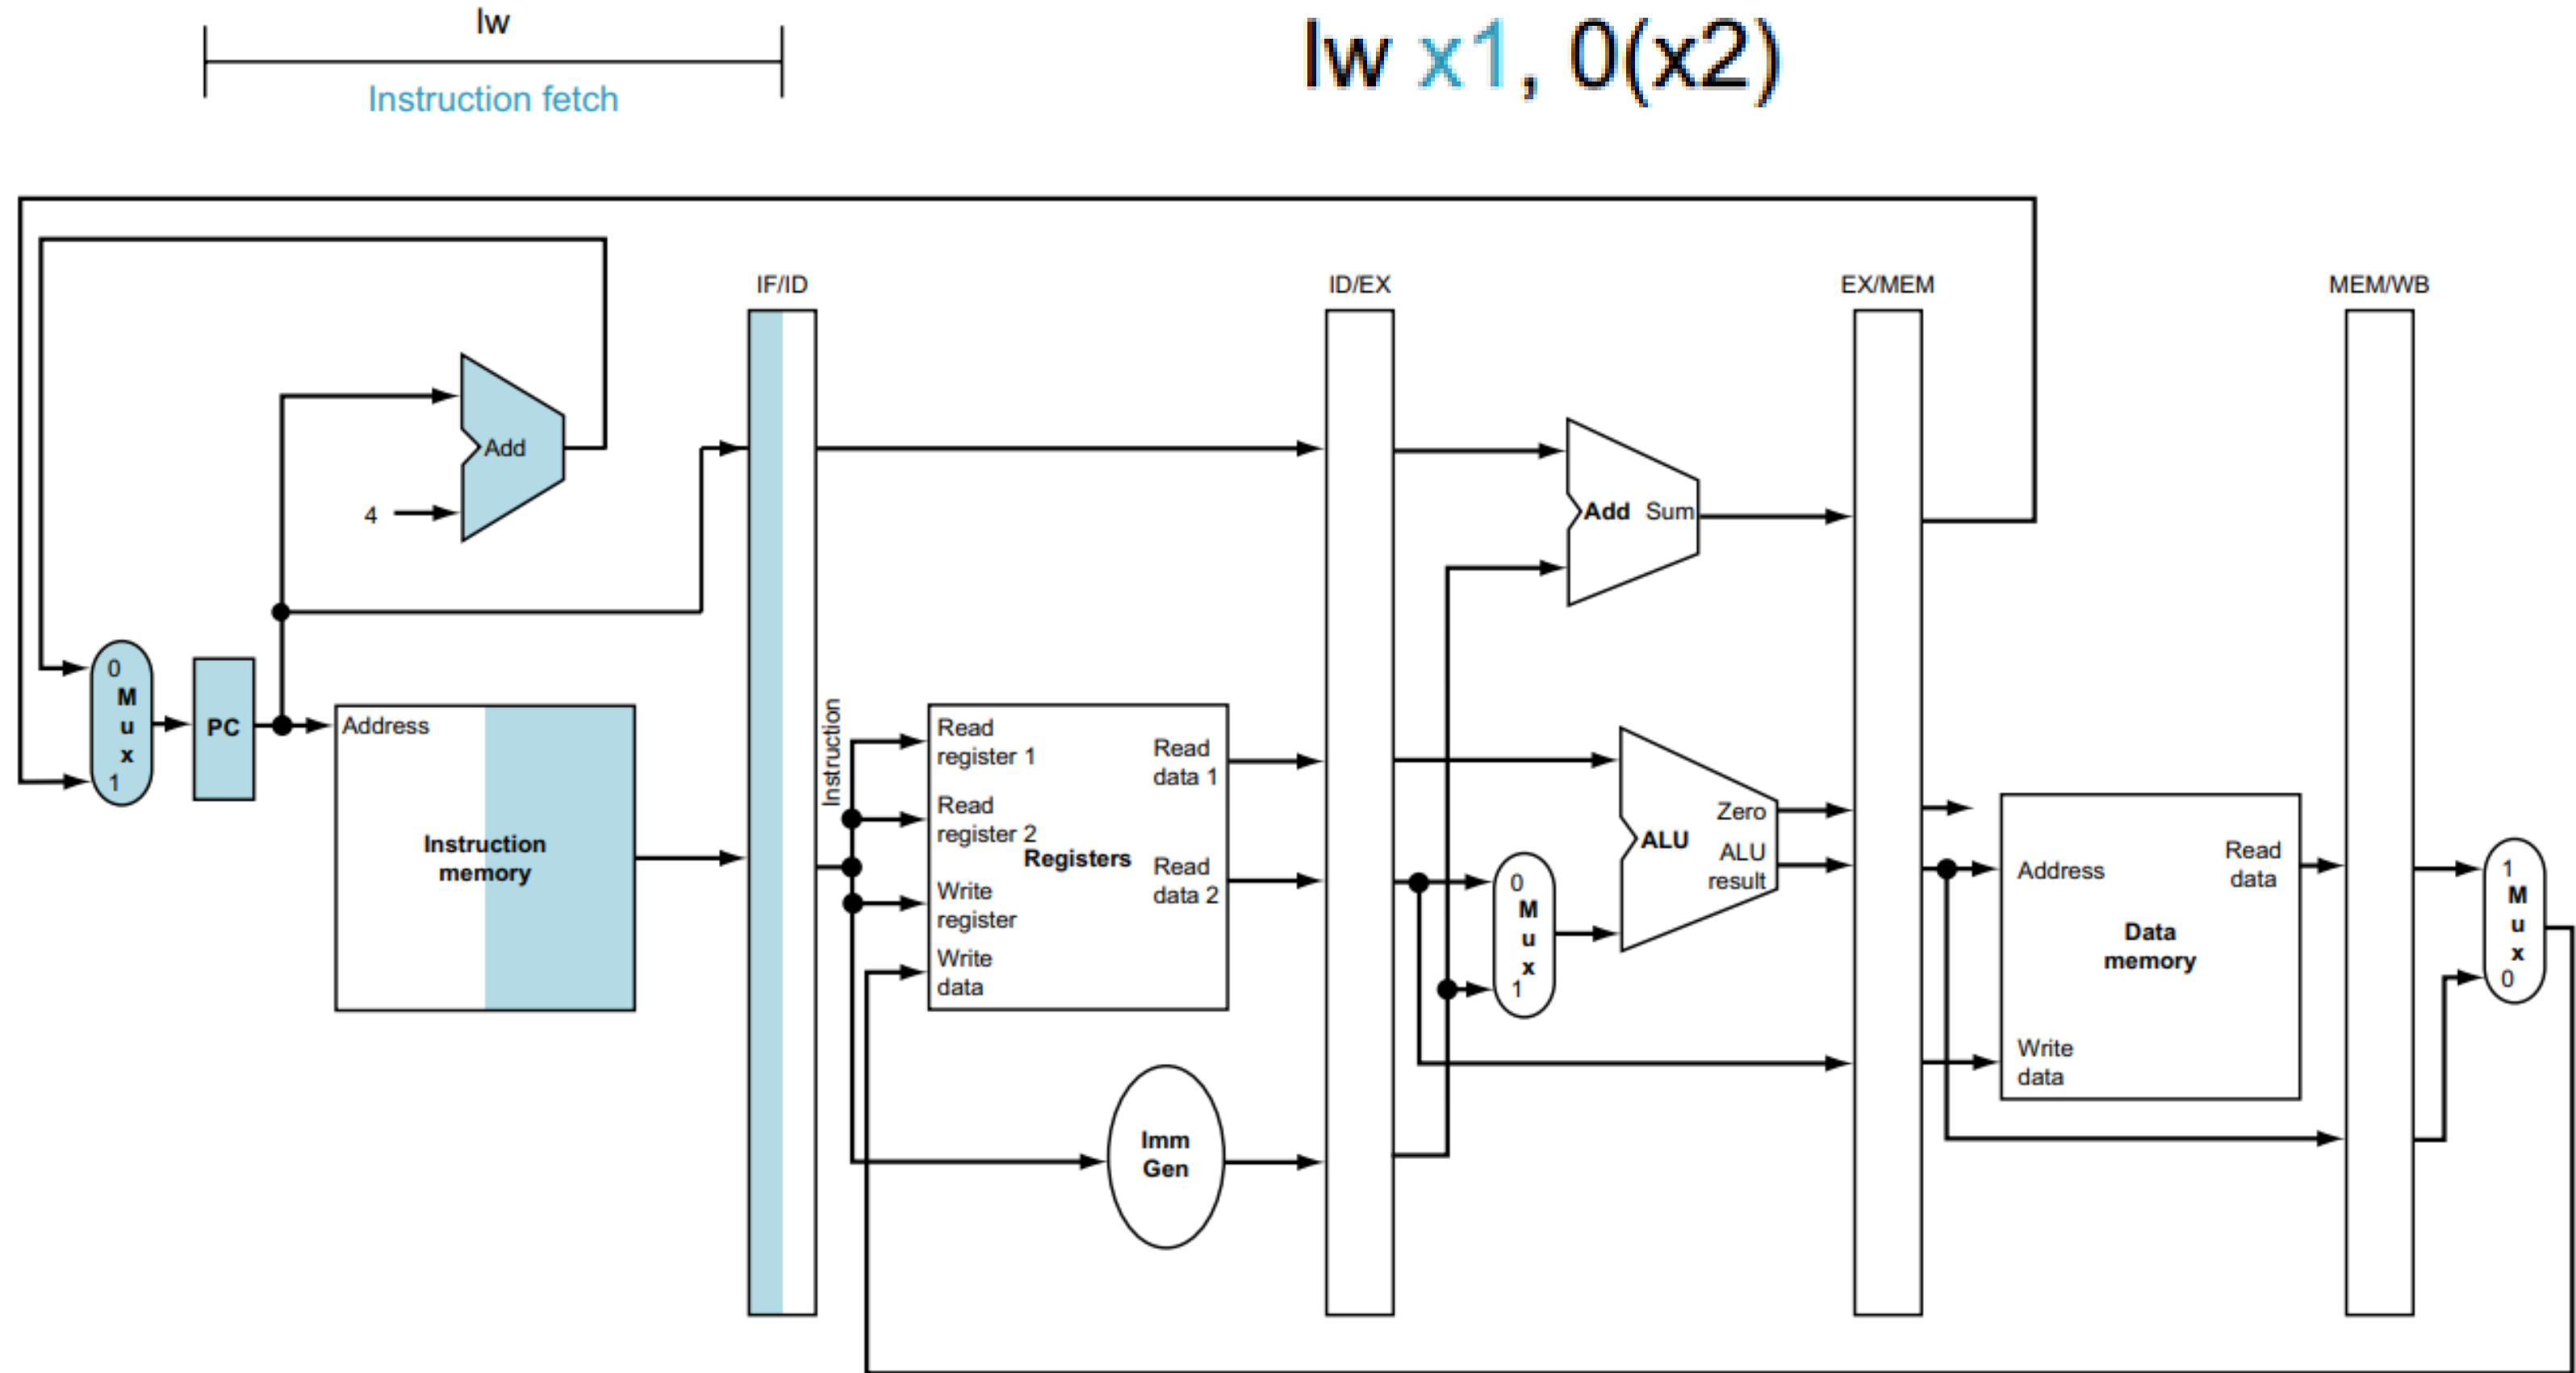 lw
Instruction fetch
lw x1, 0(x2)
IF/ID
ID/EX
EX/MEM
MEM/WB
Add
4
0
M
u
x
1
PC
Address
Instruction
memory
Instruction
Read
register 1
Read
register 2
Write
register
Write
data
Registers
Read
data 1
Read
data 2
Imm
Gen
Add Sum
0
M
u
x
1
ALU
Zero
ALU
result
Address
Write
data
Data
memory
Read
data
1
M
u
x
0